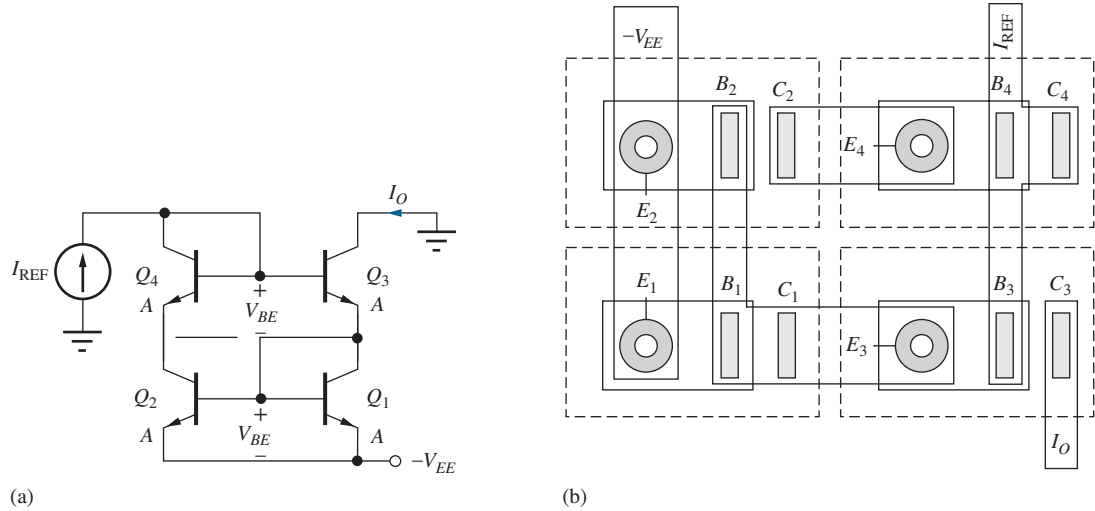 I_O
I_REF
Q_4
Q_3
A
+
A
V_BE
–
Q_2
Q_1
A
+
A
V_BE
–
–V_EE
(a)
–V_EE
I_REF
B_2
C_2
B_4
C_4
E_4
E_2
E_1
B_1
C_1
B_3
C_3
E_3
I_O
(b)